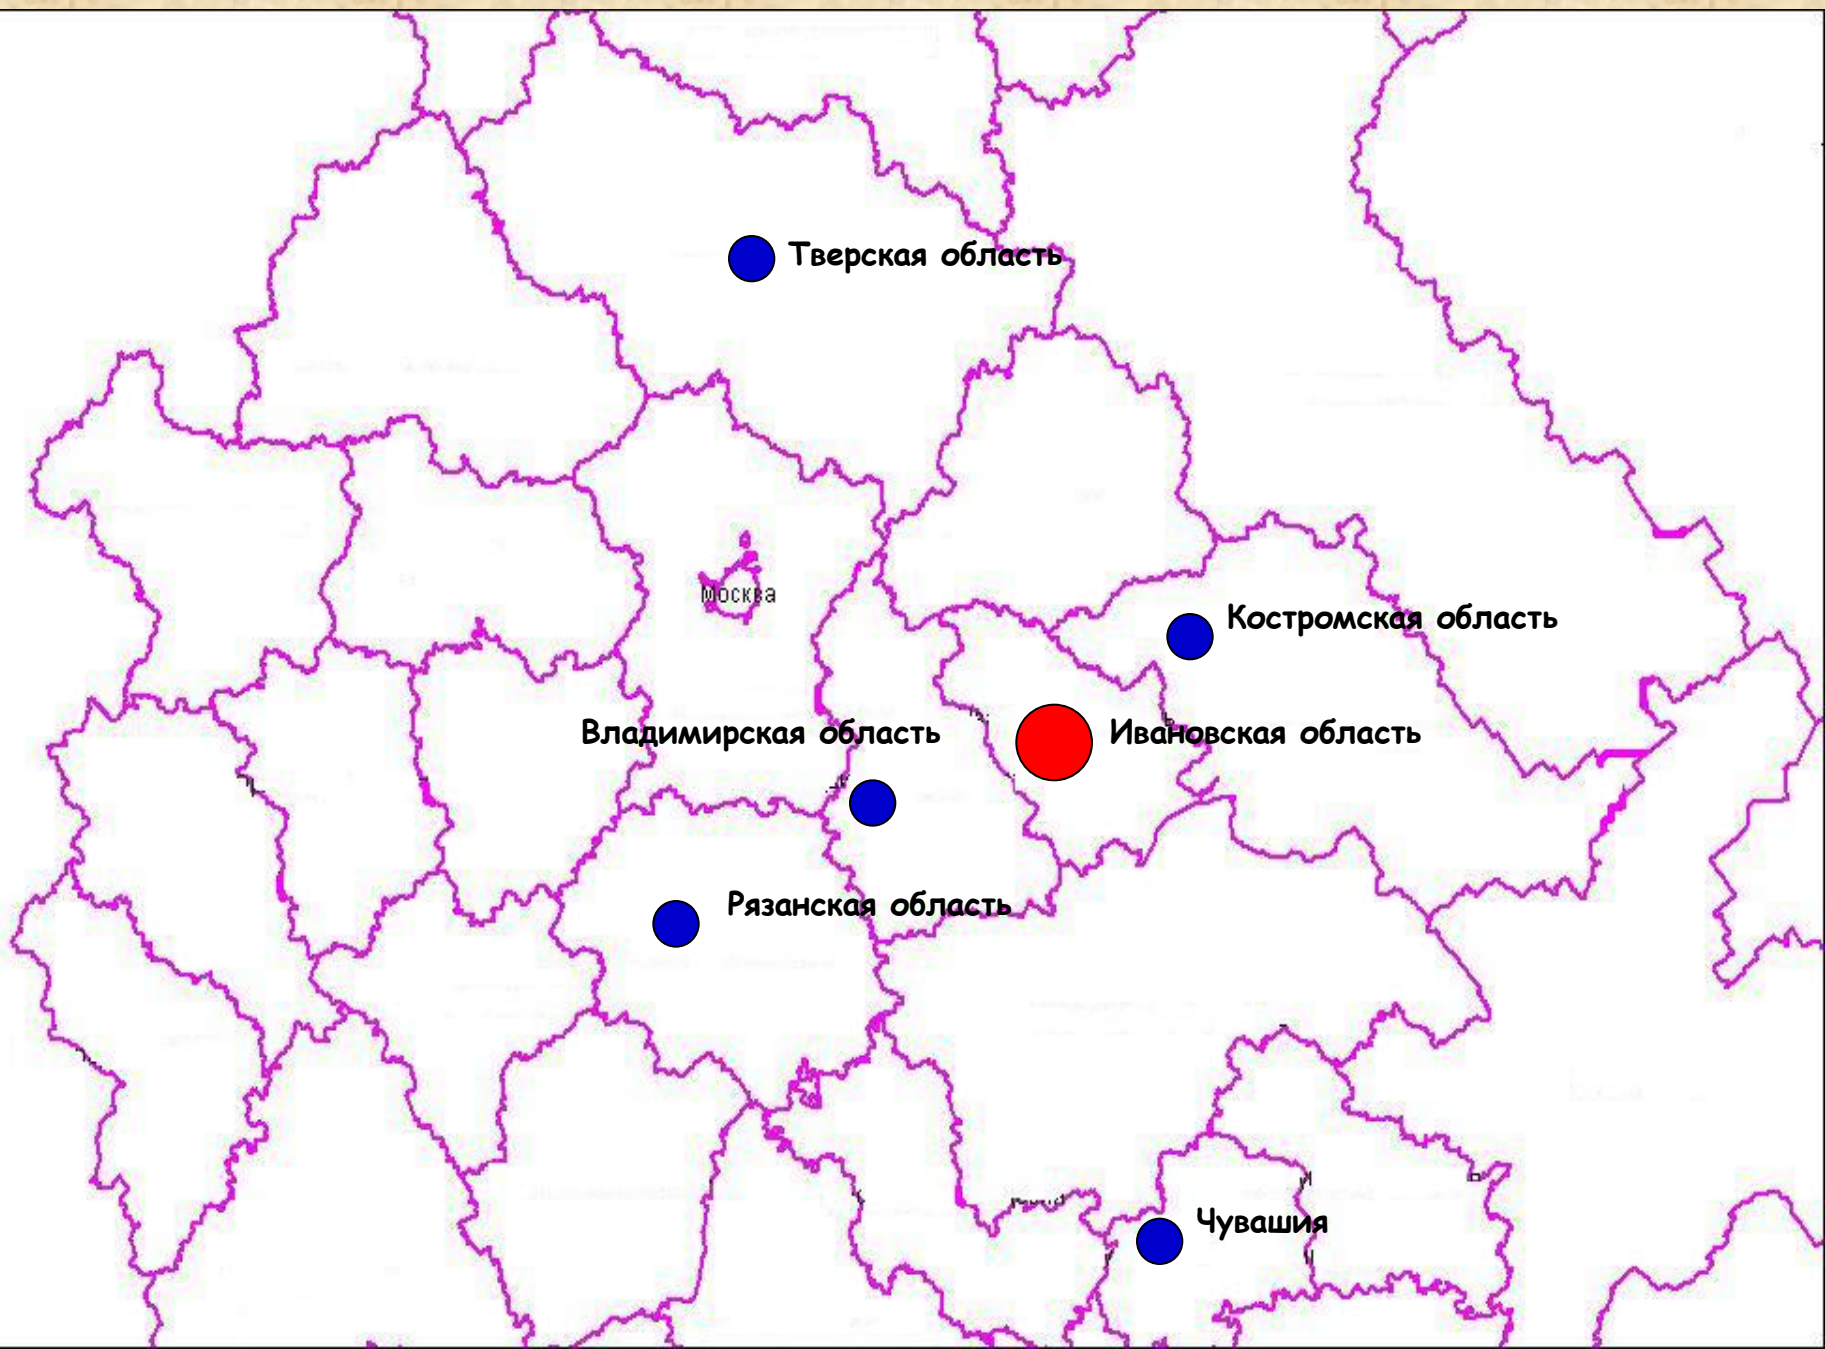 Тверская область
Москва
Костромская область
Владимирская область
Ивановская область
Рязанская область
Чувашия